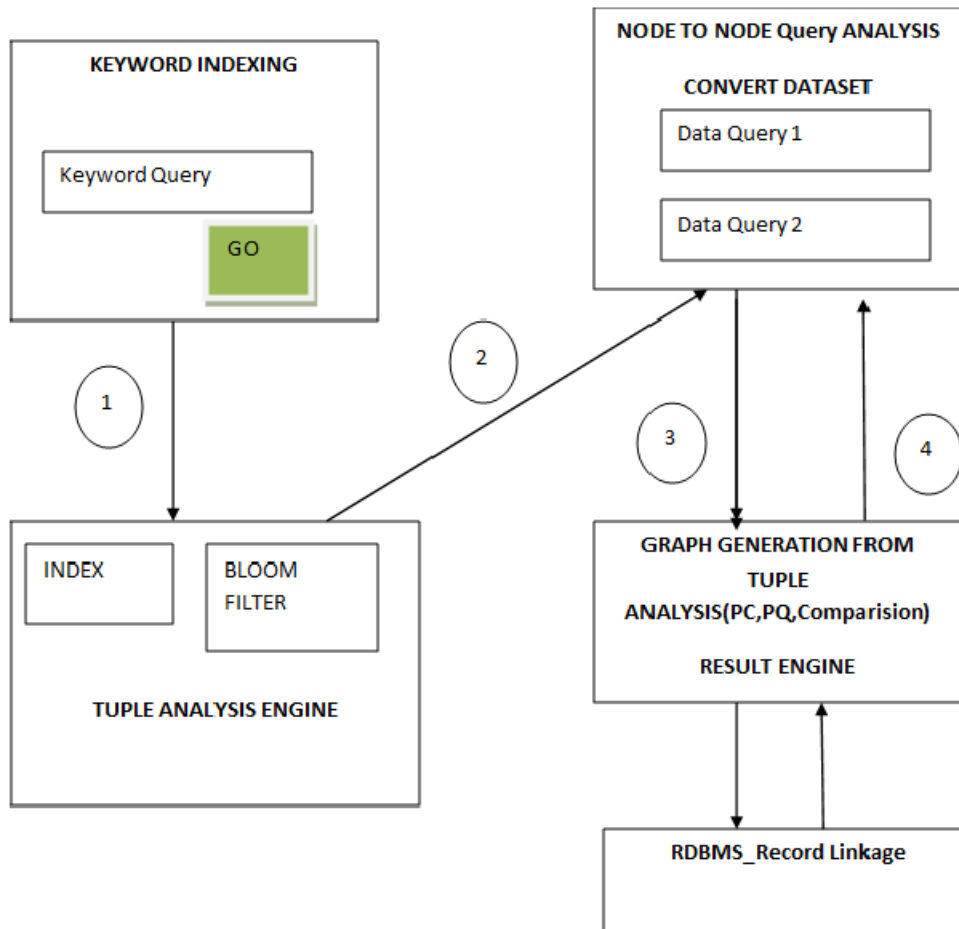 KEYWORD INDEXING
Keyword Query
GO
NODE TO NODE Query ANALYSIS
CONVERT DATASET
Data Query 1
Data Query 2
1
2
3
4
INDEX
BLOOM
FILTER
TUPLE ANALYSIS ENGINE
GRAPH GENERATION FROM
TUPLE
ANALYSIS(PC,PQ,Comparision)
RESULT ENGINE
RDBMS_Record Linkage